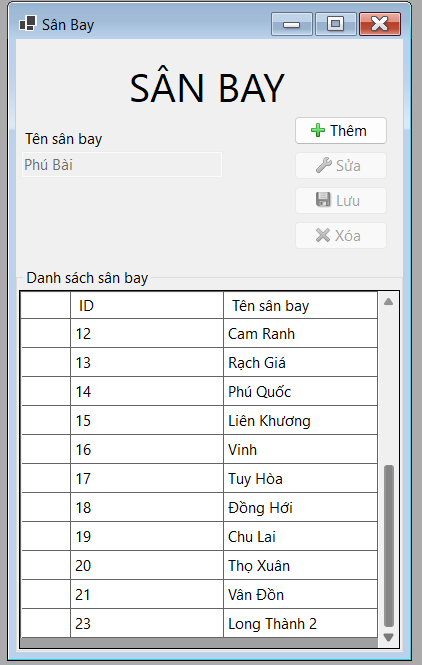 Sân Bay
SÂN BAY
Tên sân bay
Phú Bài
Thêm
Sửa
Lưu
Xóa
Danh sách sân bay
ID Tên sân bay
12 Cam Ranh
13 Rạch Giá
14 Phú Quốc
15 Liên Khương
16 Vinh
17 Tuy Hòa
18 Đồng Hới
19 Chu Lai
20 Thọ Xuân
21 Vân Đồn
23 Long Thành 2